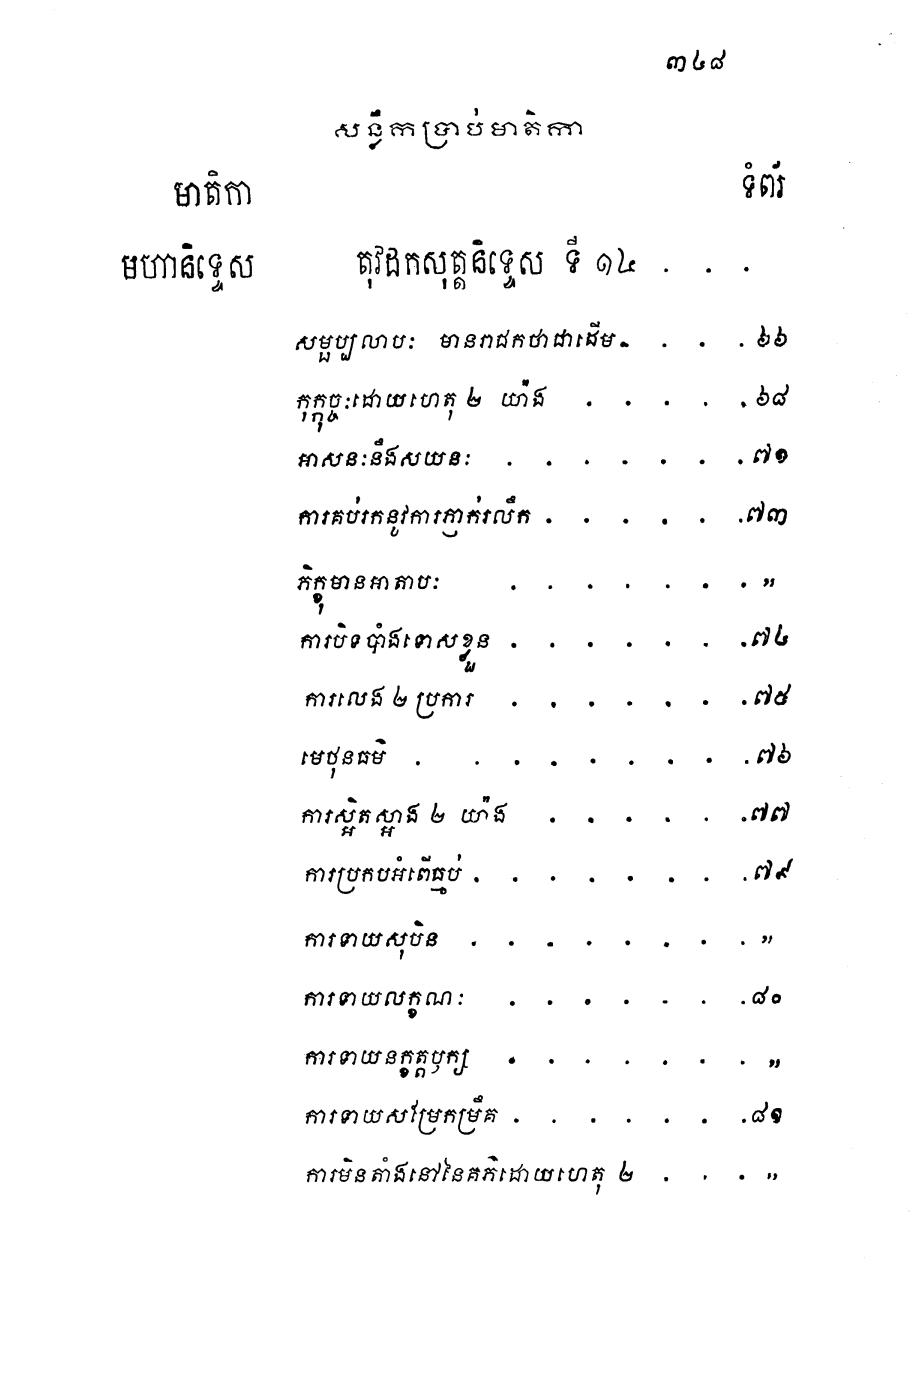 ៣៤៨
សន្លឹកប្រាប់មាតិកា
មាតិកា ទំព័រ
មហានិទ្ទេស តុវដកសុត្តនិទ្ទេស ទី ១៤ . . .
សម្ផប្បលាបៈ មានរាជកថាជាដើម . . . . ៦៦
កុក្កុច្ចៈដោយហេតុ ២ យ៉ាង . . . . . ៦៨
អាសនៈនឹងសយនៈ . . . . . . . ៧១
ការគប់រកនូវការភ្ញាក់រលឹក . . . . . . ៧៣
ភិក្ខុមានអាតាបៈ . . . . . . . ”
ការបិទបាំងទោសខ្លួន . . . . . . . ៧៤
ការលេង ២ ប្រការ . . . . . . . ៧៥
មេថុនធម៌ . . . . . . . . . ៧៦
ការស្អិតស្អាង ២ យ៉ាង . . . . . . ៧៧
ការប្រកបអំពើធ្មប់ . . . . . . . . ៧៩
ការទាយសុបិន . . . . . . . . ”
ការទាយលក្ខណៈ . . . . . . . ៨០
ការទាយនក្ខត្តឫក្ស . . . . . . . ”
ការទាយសម្រែកម្រឹគ . . . . . . . ៨១
ការមិនតាំងនៅនៃគភ៌ដោយហេតុ ២ . . . ”